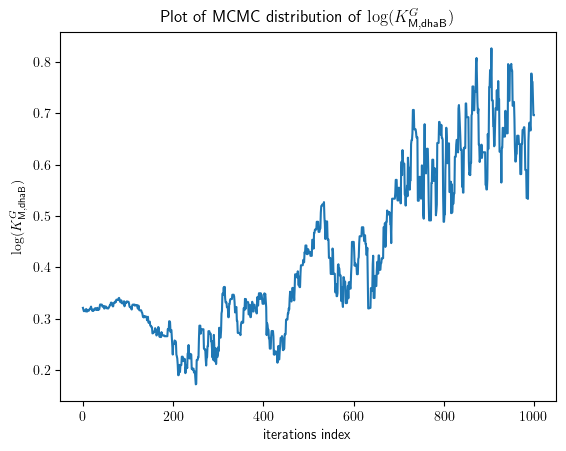 Plot of MCMC distribution of log(K^G_{M,dhaB})
log(K^G_{M,dhaB})
0.8
0.7
0.6
0.5
0.4
0.3
0.2
0 200 400 600 800 1000
iterations index